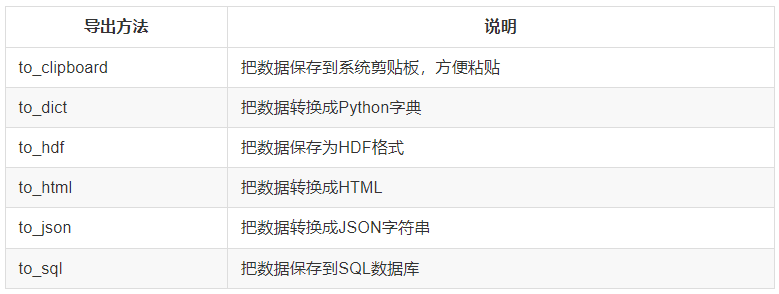 导出方法 说明
to_clipboard 把数据保存到系统剪贴板，方便粘贴
to_dict 把数据转换成Python字典
to_hdf 把数据保存为HDF格式
to_html 把数据转换成HTML
to_json 把数据转换成JSON字符串
to_sql 把数据保存到SQL数据库